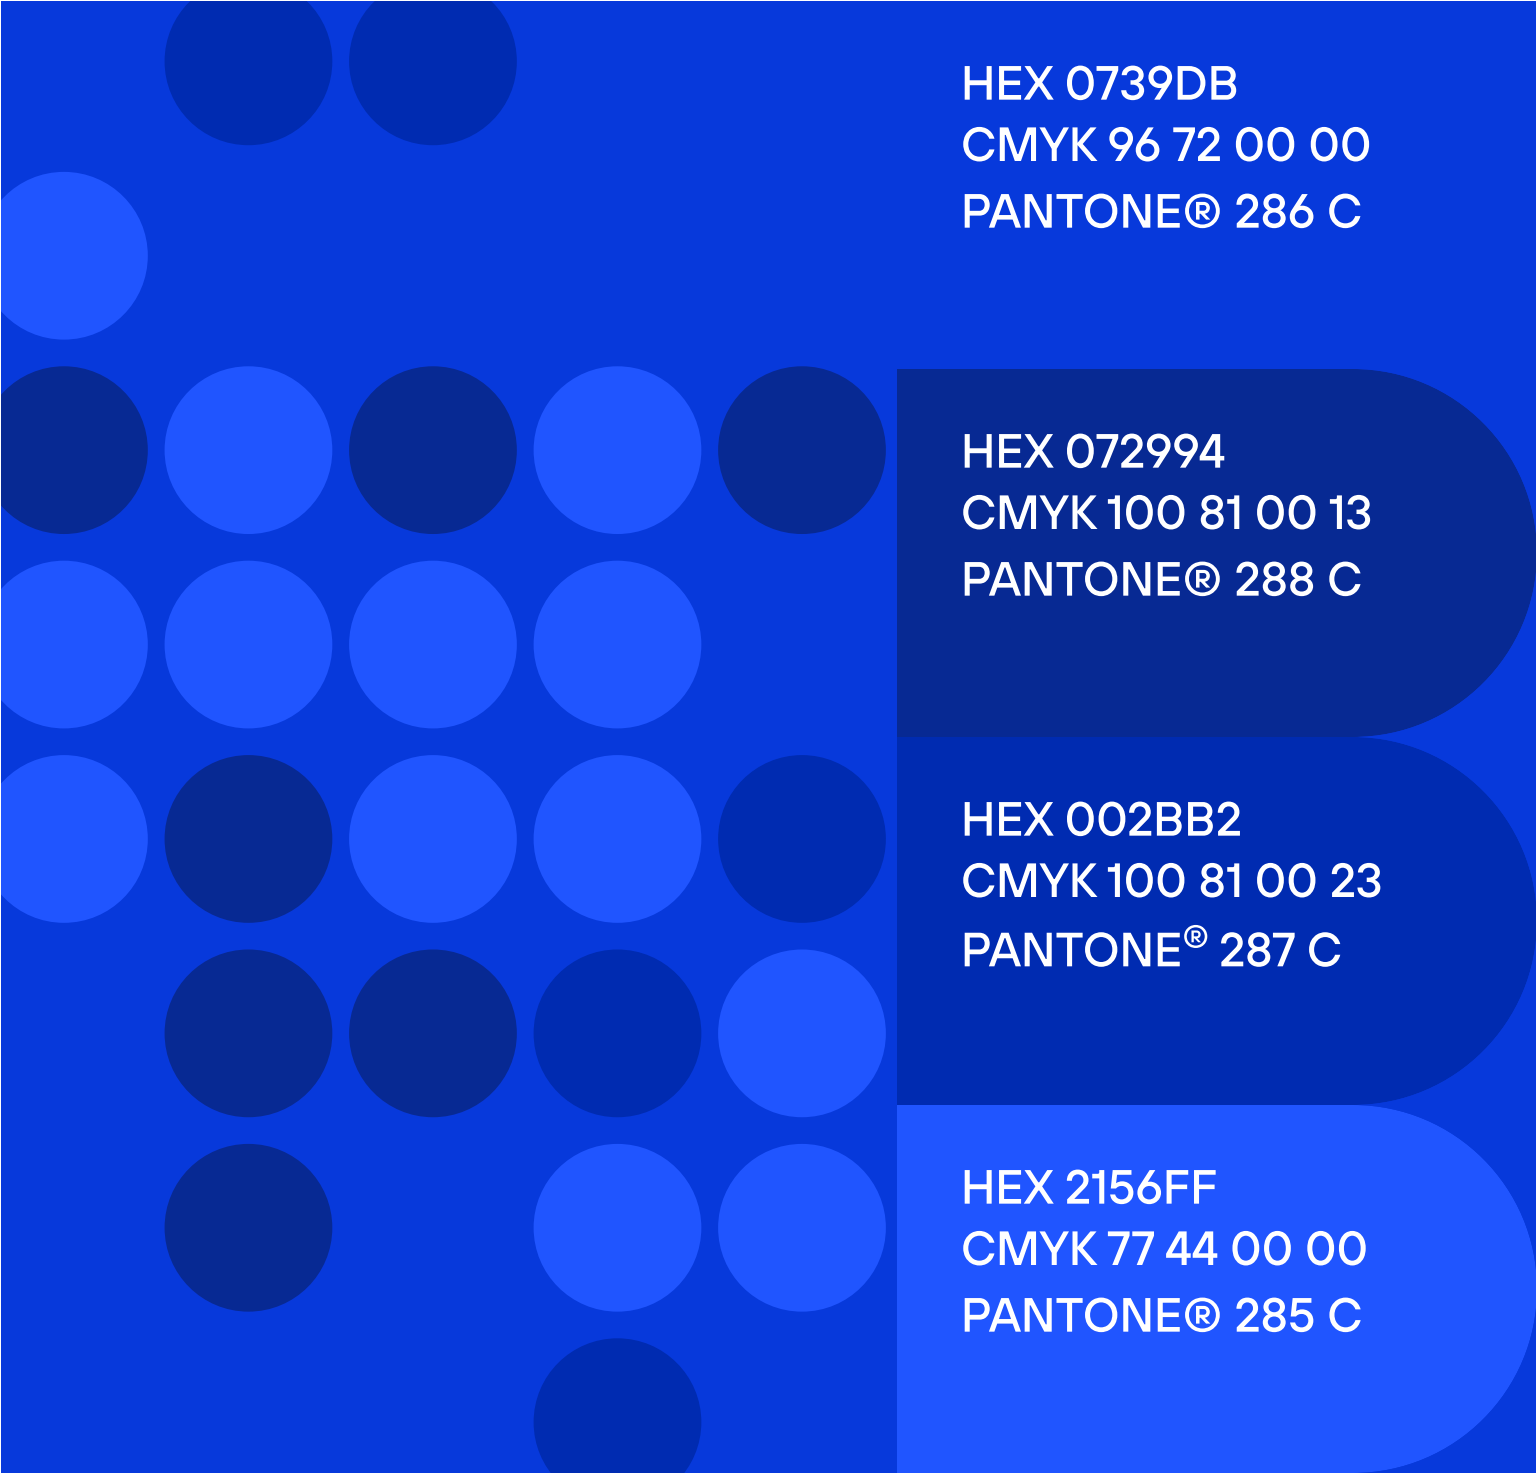 HEX 0739DB
CMYK 96 72 00 00
PANTONE® 286 C
HEX 072994
CMYK 100 81 00 13
PANTONE® 288 C
HEX 002BB2
CMYK 100 81 00 23
PANTONE® 287 C
HEX 2156FF
CMYK 77 44 00 00
PANTONE® 285 C